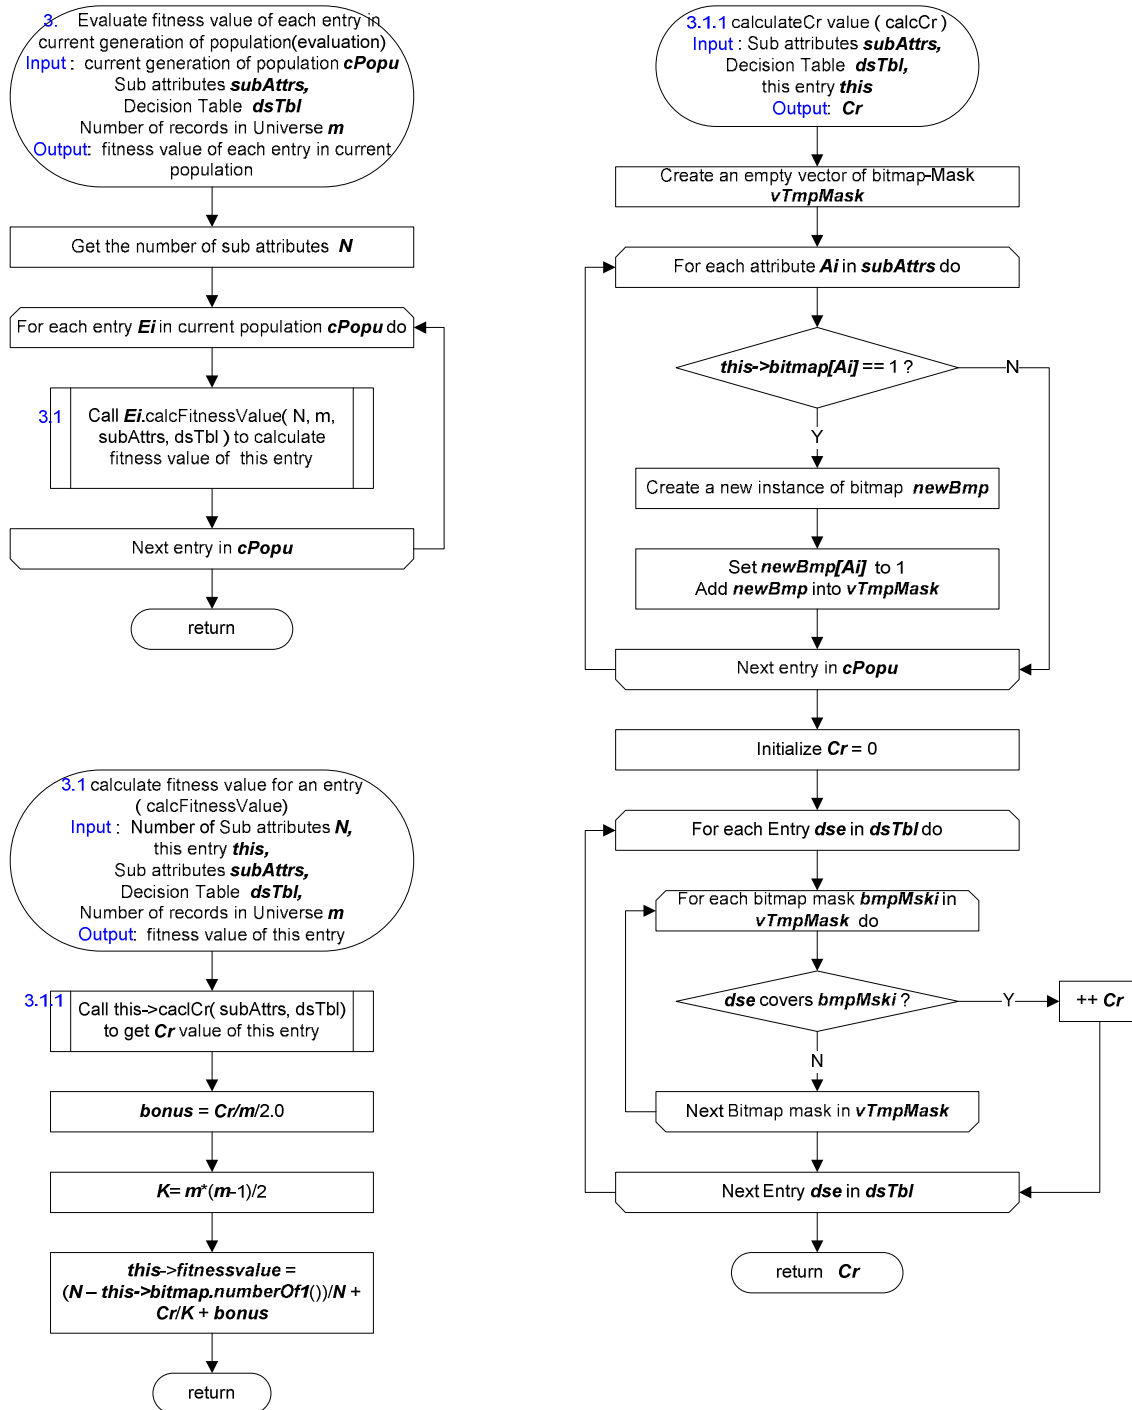 3. Evaluate fitness value of each entry in
current generation of population(evaluation)
Input : current generation of population cPopu
Sub attributes subAttrs,
Decision Table dsTbl
Number of records in Universe m
Output: fitness value of each entry in current
population
Get the number of sub attributes N
For each entry Ei in current population cPopu do
3.1
Call Ei.calcFitnessValue( N, m,
subAttrs, dsTbl ) to calculate
fitness value of this entry
Next entry in cPopu
return
3.1 calculate fitness value for an entry
( calcFitnessValue)
Input : Number of Sub attributes N,
this entry this,
Sub attributes subAttrs,
Decision Table dsTbl,
Number of records in Universe m
Output: fitness value of this entry
3.1.1
Call this->caclCr( subAttrs, dsTbl)
to get Cr value of this entry
bonus = Cr/m/2.0
K= m*(m-1)/2
this->fitnessvalue =
(N – this->bitmap.numberOf1())/N +
Cr/K + bonus
return
3.1.1 calculateCr value ( calcCr )
Input : Sub attributes subAttrs,
Decision Table dsTbl,
this entry this
Output: Cr
Create an empty vector of bitmap-Mask
vTmpMask
For each attribute Ai in subAttrs do
this->bitmap[Ai] == 1 ?
N
Y
Create a new instance of bitmap newBmp
Set newBmp[Ai] to 1
Add newBmp into vTmpMask
Next entry in cPopu
Initialize Cr = 0
For each Entry dse in dsTbl do
For each bitmap mask bmpMski in
vTmpMask do
dse covers bmpMski ?
Y
++ Cr
N
Next Bitmap mask in vTmpMask
Next Entry dse in dsTbl
return Cr